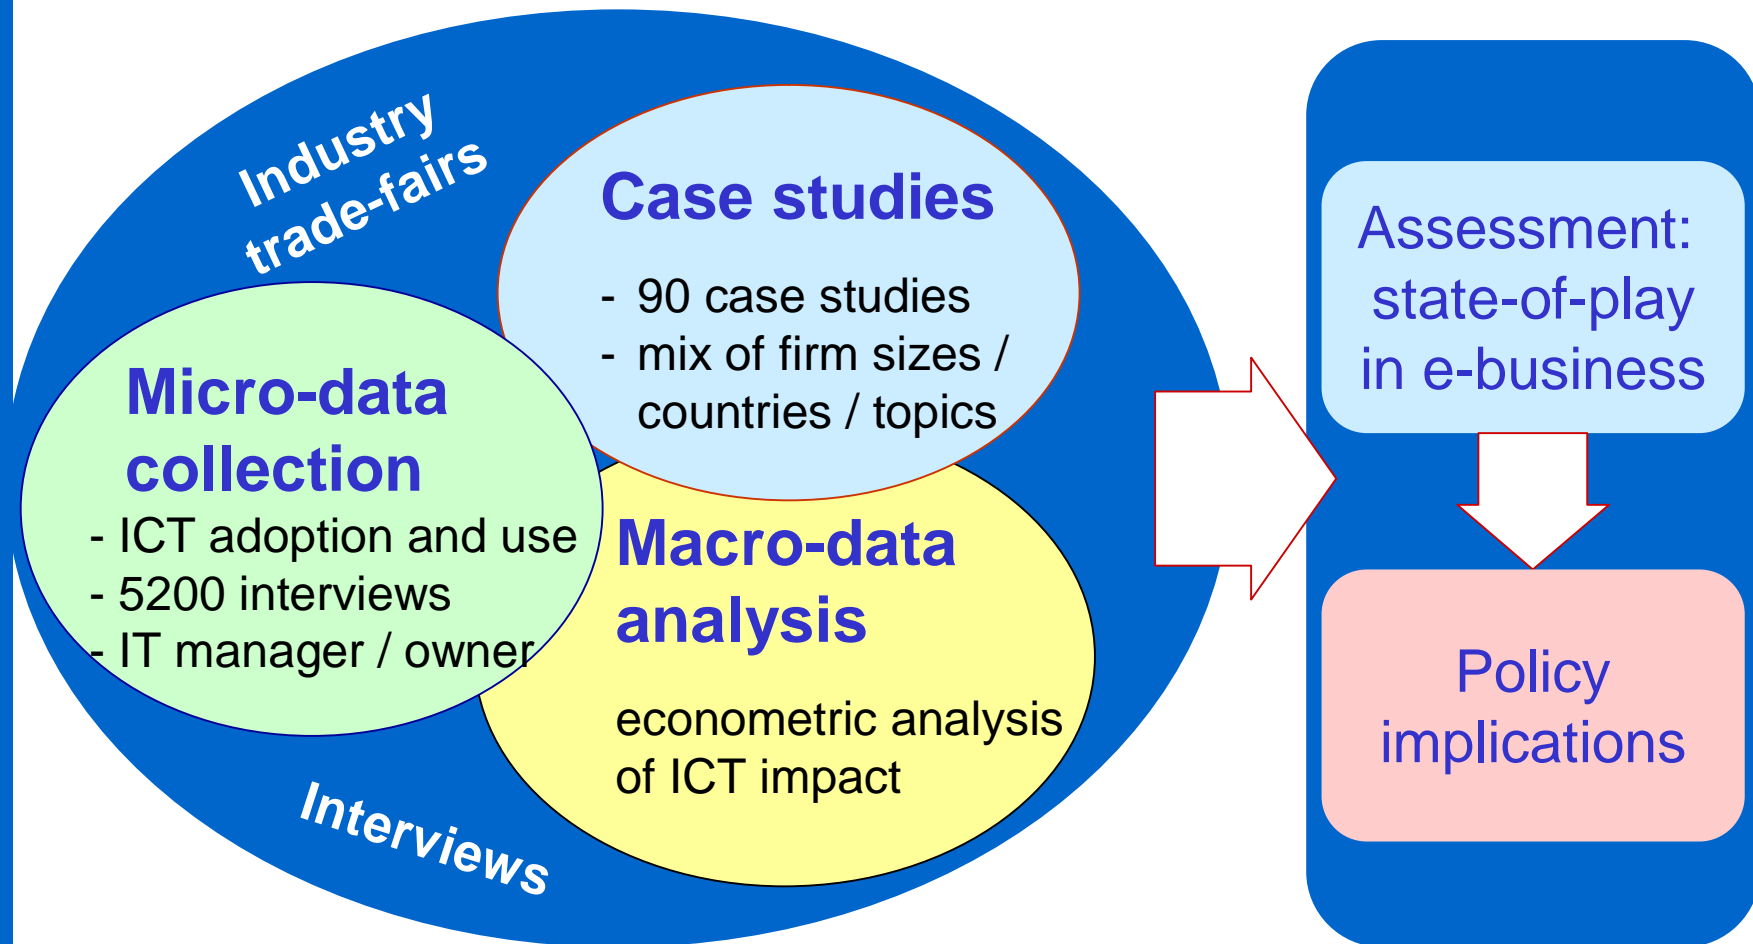 Industry
trade-fairs
Case studies
- 90 case studies
- mix of firm sizes /
countries / topics
Micro-data
collection
- ICT adoption and use
- 5200 interviews
- IT manager / owner
Macro-data
analysis
econometric analysis
of ICT impact
Interviews
Assessment:
state-of-play
in e-business
Policy
implications